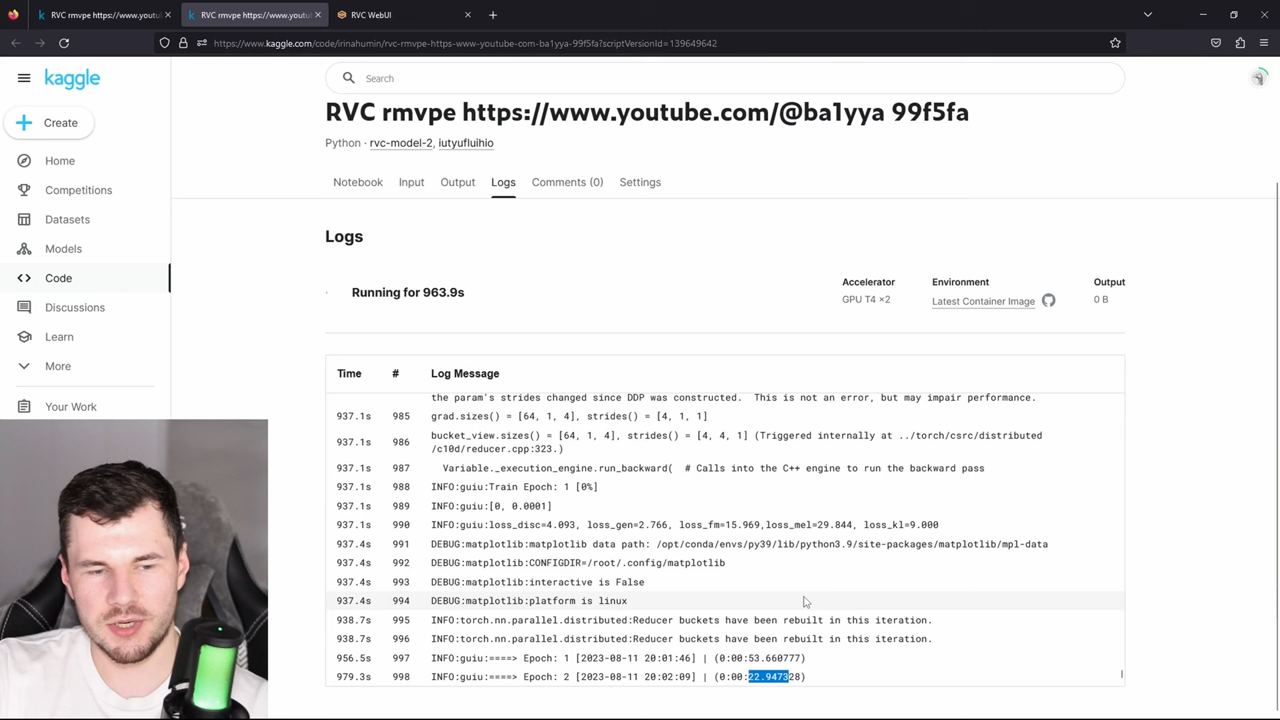 RVC rmvpe https://www.youtu
RVC rmvpe https://www.youtu
RVC WebUI
https://www.kaggle.com/code/irinahumin/rvc-rmvpe-https-www-youtube-com-ba1yya-99f5fa?scriptVersionId=139649642
kaggle
Search
Create
Home
Competitions
Datasets
Models
Code
Discussions
Learn
More
Your Work
RVC rmvpe https://www.youtube.com/@ba1yya 99f5fa
Python · rvc-model-2, iutyufluihio
Notebook Input Output Logs Comments (0) Settings
Logs
Running for 963.9s
Accelerator Environment Output
GPU T4 ×2 Latest Container Image 0 B
Time # Log Message
the param's strides changed since DDP was constructed. This is not an error, but may impair performance.
937.1s 985 grad.sizes() = [64, 1, 4], strides() = [4, 1, 1]
937.1s 986 bucket_view.sizes() = [64, 1, 4], strides() = [4, 4, 1] (Triggered internally at ../torch/csrc/distributed
/c10d/reducer.cpp:323.)
937.1s 987 Variable._execution_engine.run_backward( # Calls into the C++ engine to run the backward pass
937.1s 988 INFO:guiu:Train Epoch: 1 [0%]
937.1s 989 INFO:guiu:[0, 0.0001]
937.1s 990 INFO:guiu:loss_disc=4.093, loss_gen=2.766, loss_fm=15.969,loss_mel=29.844, loss_kl=9.000
937.4s 991 DEBUG:matplotlib:matplotlib data path: /opt/conda/envs/py39/lib/python3.9/site-packages/matplotlib/mpl-data
937.4s 992 DEBUG:matplotlib:CONFIGDIR=/root/.config/matplotlib
937.4s 993 DEBUG:matplotlib:interactive is False
937.4s 994 DEBUG:matplotlib:platform is linux
938.7s 995 INFO:torch.nn.parallel.distributed:Reducer buckets have been rebuilt in this iteration.
938.7s 996 INFO:torch.nn.parallel.distributed:Reducer buckets have been rebuilt in this iteration.
956.5s 997 INFO:guiu:====> Epoch: 1 [2023-08-11 20:01:46] | (0:00:53.660777)
979.3s 998 INFO:guiu:====> Epoch: 2 [2023-08-11 20:02:09] | (0:00:22.947328)